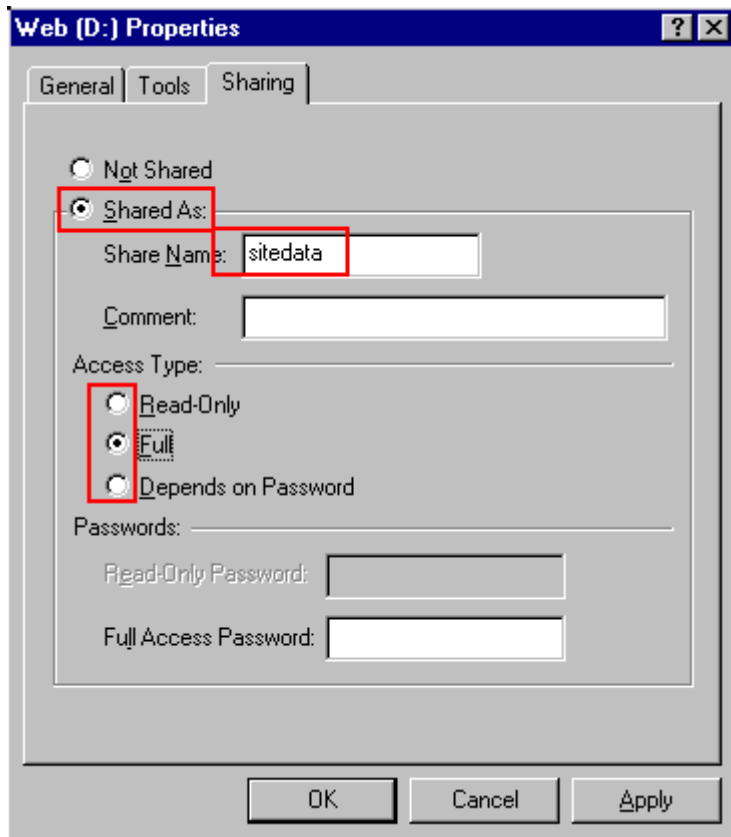 Web (D:) Properties
General Tools Sharing
Not Shared
Shared As:
Share Name: sitedata
Comment:
Access Type:
Read-Only
Full
Depends on Password
Passwords:
Read-Only Password:
Full Access Password:
OK Cancel Apply